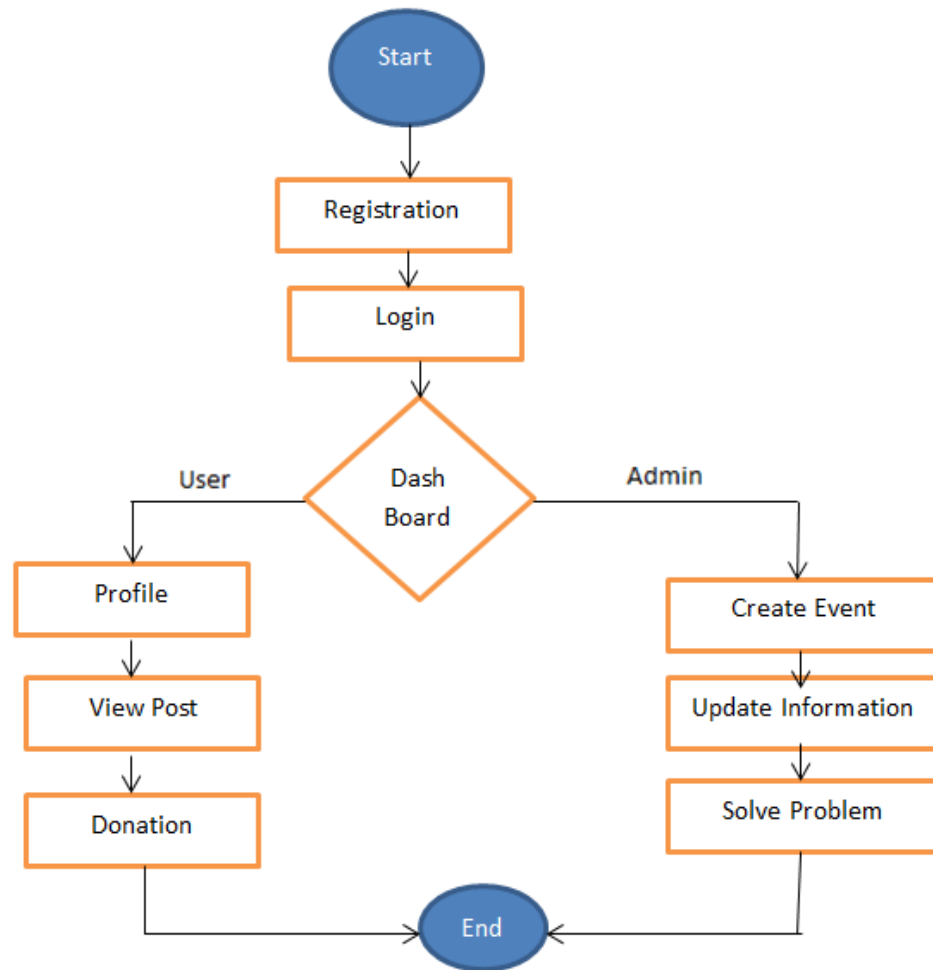 Start
Registration
Login
Dash
Board
User
Admin
Profile
Create Event
View Post
Update Information
Donation
Solve Problem
End